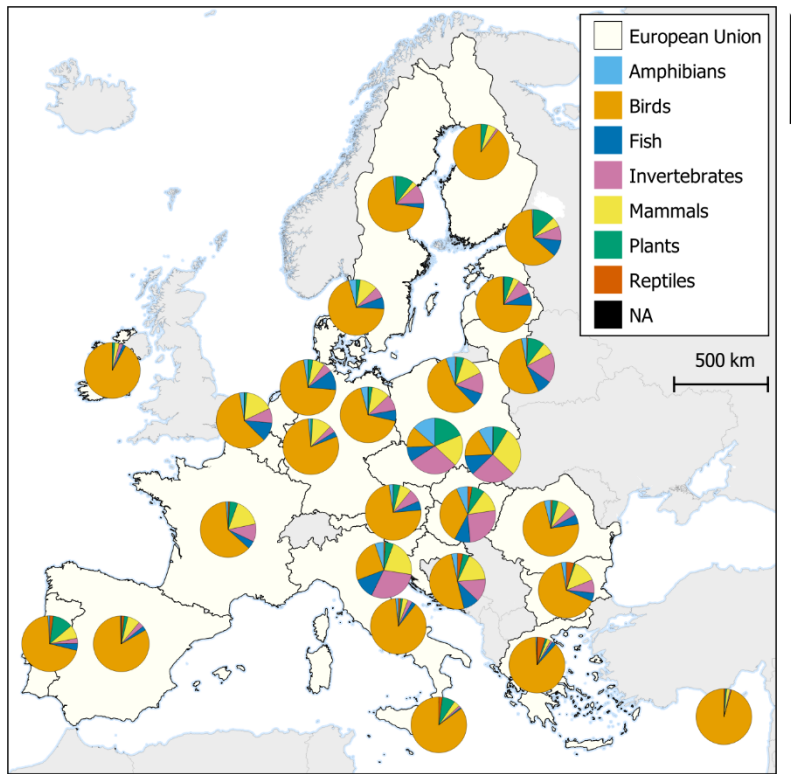 European Union
Amphibians
Birds
Fish
Invertebrates
Mammals
Plants
Reptiles
NA
500 km